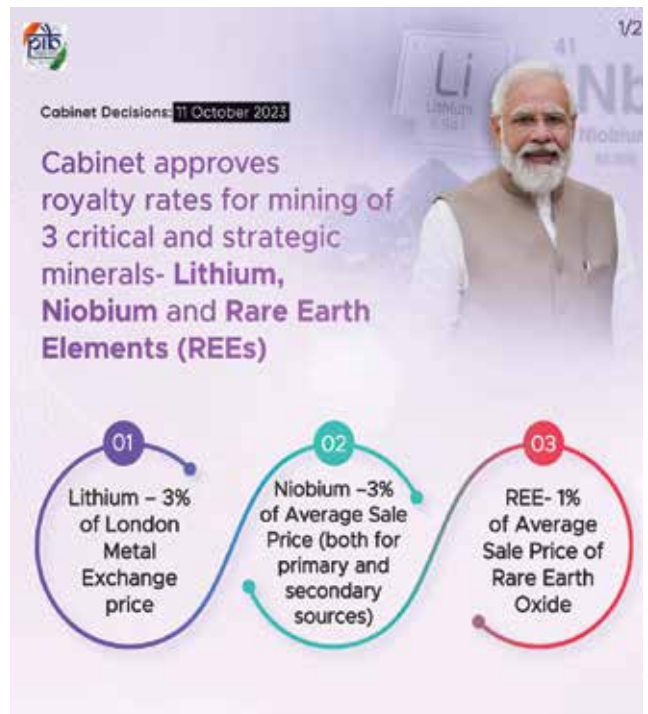 pib
1/2
Li
Lithium
41
Nb
Niobium
Cabinet Decisions: 11 October 2023
Cabinet approves
royalty rates for mining of
3 critical and strategic
minerals- Lithium,
Niobium and Rare Earth
Elements (REEs)
01
Lithium – 3%
of London
Metal
Exchange
price
02
Niobium –3%
of Average Sale
Price (both for
primary and
secondary
sources)
03
REE- 1%
of Average
Sale Price of
Rare Earth
Oxide